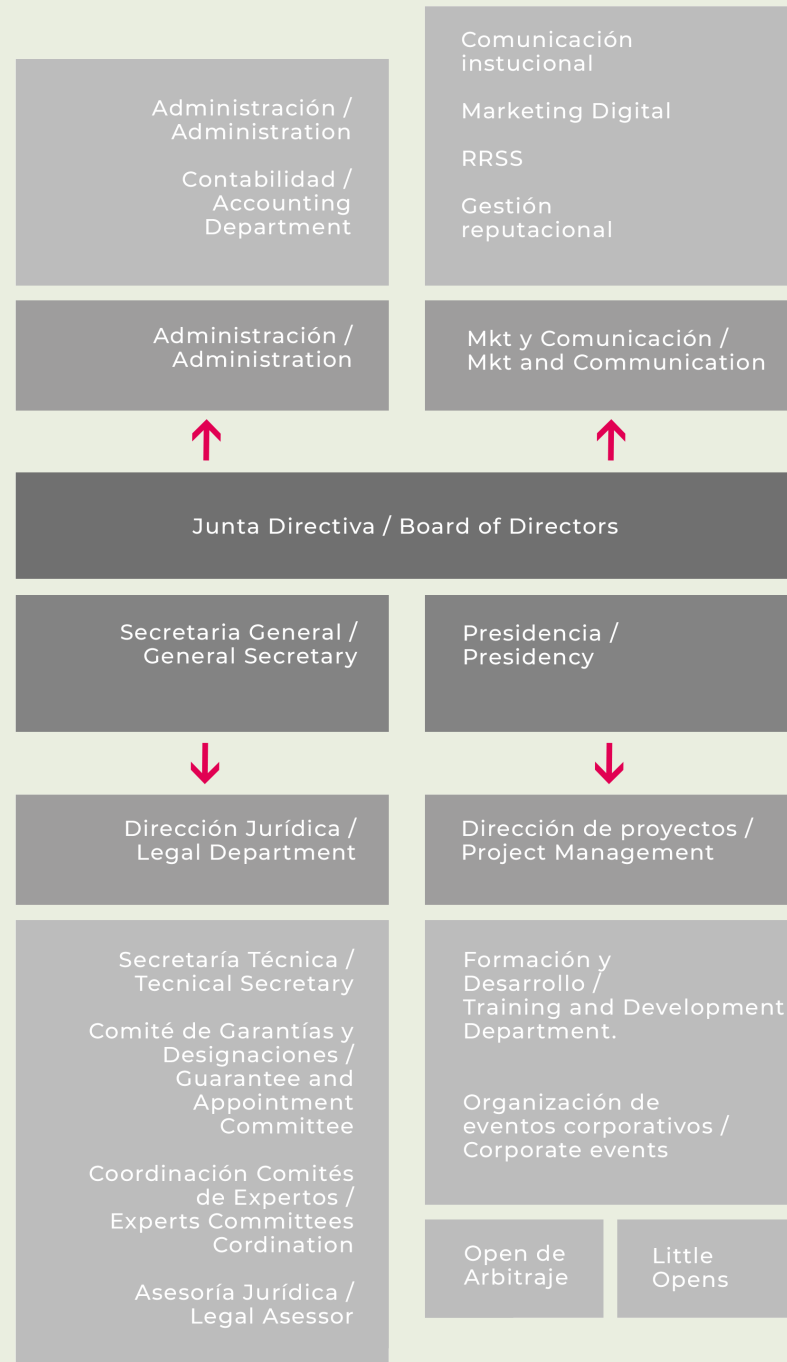 Administración /
Administration
Contabilidad /
Accounting
Department
Comunicación
instucional
Marketing Digital
RRSS
Gestión
reputacional
Administración /
Administration
Mkt y Comunicación /
Mkt and Communication
Junta Directiva / Board of Directors
Secretaria General /
General Secretary
Presidencia /
Presidency
Dirección Jurídica /
Legal Department
Dirección de proyectos /
Project Management
Secretaría Técnica /
Tecnical Secretary
Comité de Garantías y
Designaciones /
Guarantee and
Appointment
Committee
Coordinación Comités
de Expertos /
Experts Committees
Cordination
Asesoría Jurídica /
Legal Asessor
Formación y
Desarrollo /
Training and Development
Department.
Organización de
eventos corporativos /
Corporate events
Open de
Arbitraje
Little
Opens